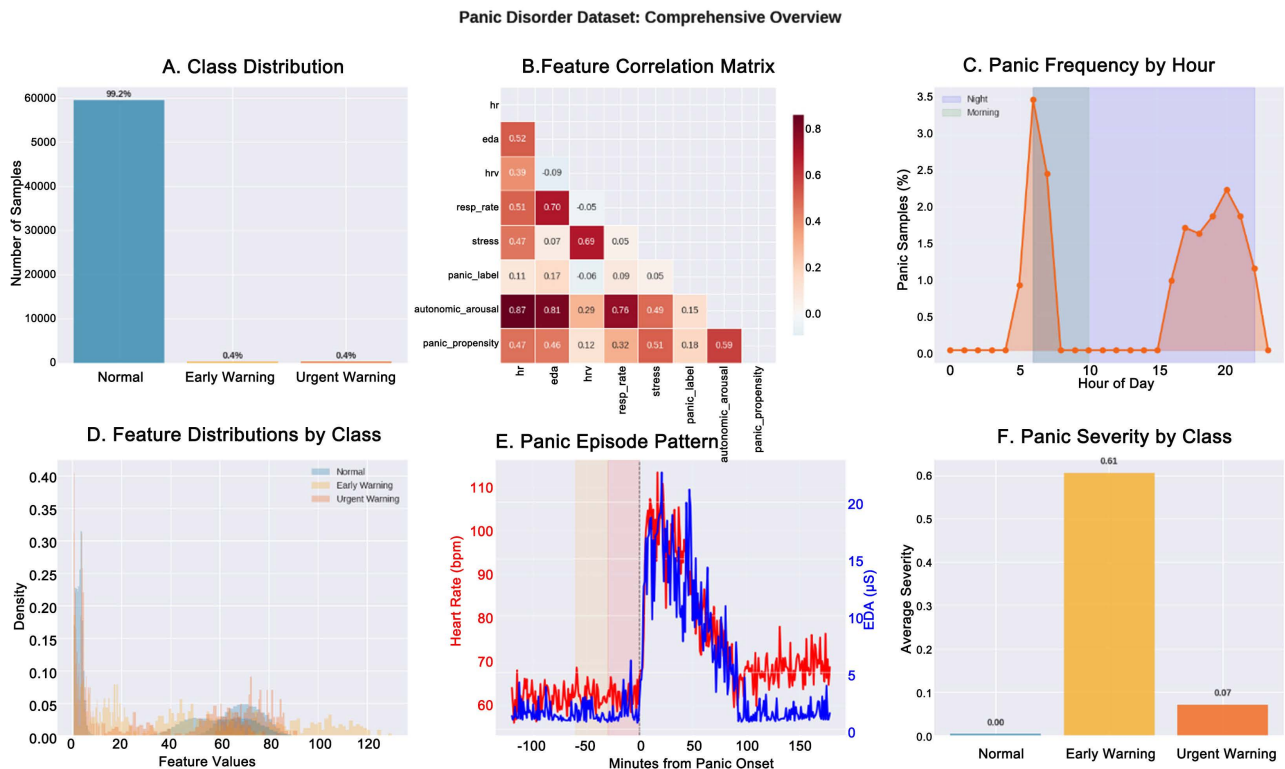 Panic Disorder Dataset: Comprehensive Overview
A. Class Distribution
Number of Samples
60000
50000
40000
30000
20000
10000
0
99.2%
0.4%
0.4%
Normal
Early Warning
Urgent Warning
B.Feature Correlation Matrix
hr
eda 0.52
hrv 0.39 -0.09
resp_rate 0.51 0.70 -0.05
stress 0.47 0.07 0.69 0.05
panic_label 0.11 0.17 -0.06 0.09 0.05
autonomic_arousal 0.87 0.81 0.29 0.76 0.49 0.15
panic_propensity 0.47 0.46 0.12 0.32 0.51 0.18 0.59
hr
eda
hrv
resp_rate
stress
panic_label
autonomic_arousal
panic_propensity
0.8
0.6
0.4
0.2
0.0
C. Panic Frequency by Hour
Night
Morning
Panic Samples (%)
3.5
3.0
2.5
2.0
1.5
1.0
0.5
0.0
0 5 10 15 20
Hour of Day
D. Feature Distributions by Class
Normal
Early Warning
Urgent Warning
Density
0.40
0.35
0.30
0.25
0.20
0.15
0.10
0.05
0.00
0 20 40 60 80 100 120
Feature Values
E. Panic Episode Pattern
Heart Rate (bpm)
110
100
90
80
70
60
EDA (µS)
20
15
10
5
0
-100 -50 0 50 100 150
Minutes from Panic Onset
F. Panic Severity by Class
Average Severity
0.6
0.5
0.4
0.3
0.2
0.1
0.0
0.00
0.61
0.07
Normal
Early Warning
Urgent Warning